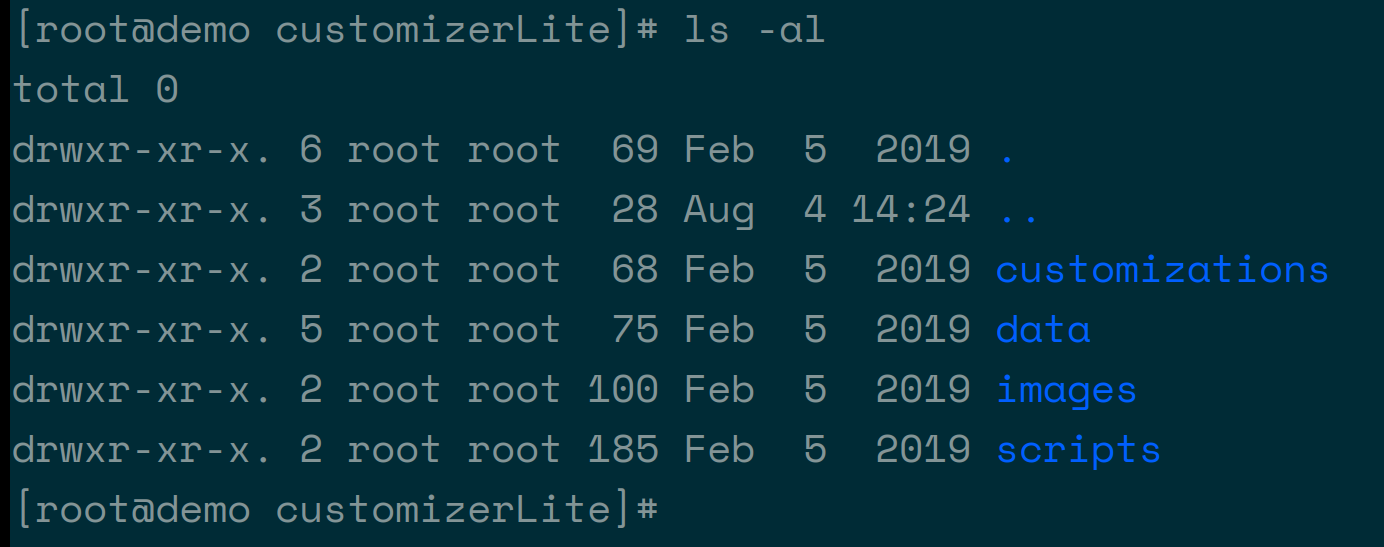 [root@demo customizerLite]# ls -al
total 0
drwxr-xr-x. 6 root root  69 Feb  5  2019 .
drwxr-xr-x. 3 root root  28 Aug  4 14:24 ..
drwxr-xr-x. 2 root root  68 Feb  5  2019 customizations
drwxr-xr-x. 5 root root  75 Feb  5  2019 data
drwxr-xr-x. 2 root root 100 Feb  5  2019 images
drwxr-xr-x. 2 root root 185 Feb  5  2019 scripts
[root@demo customizerLite]#